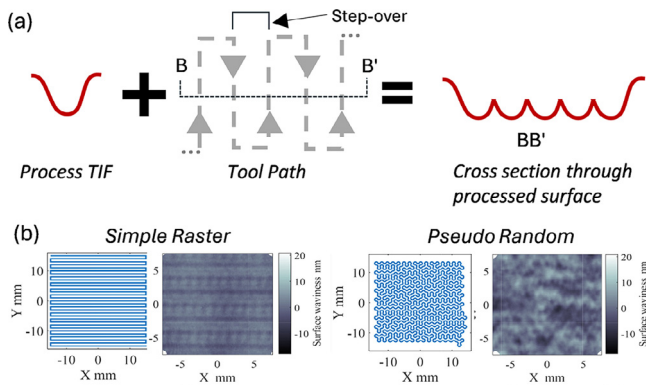 (a)
Step-over
B
B'
BB'
Process TIF
Tool Path
Cross section through
processed surface
(b)
Simple Raster
Pseudo Random
Y mm
10
0
-10
-10
0
10
X mm
5
0
-5
-5
0
5
X mm
20
10
0
-10
Surface waviness nm
Y mm
10
0
-10
-10
0
10
X mm
5
0
-5
-5
0
5
X mm
20
10
0
-10
Surface waviness nm